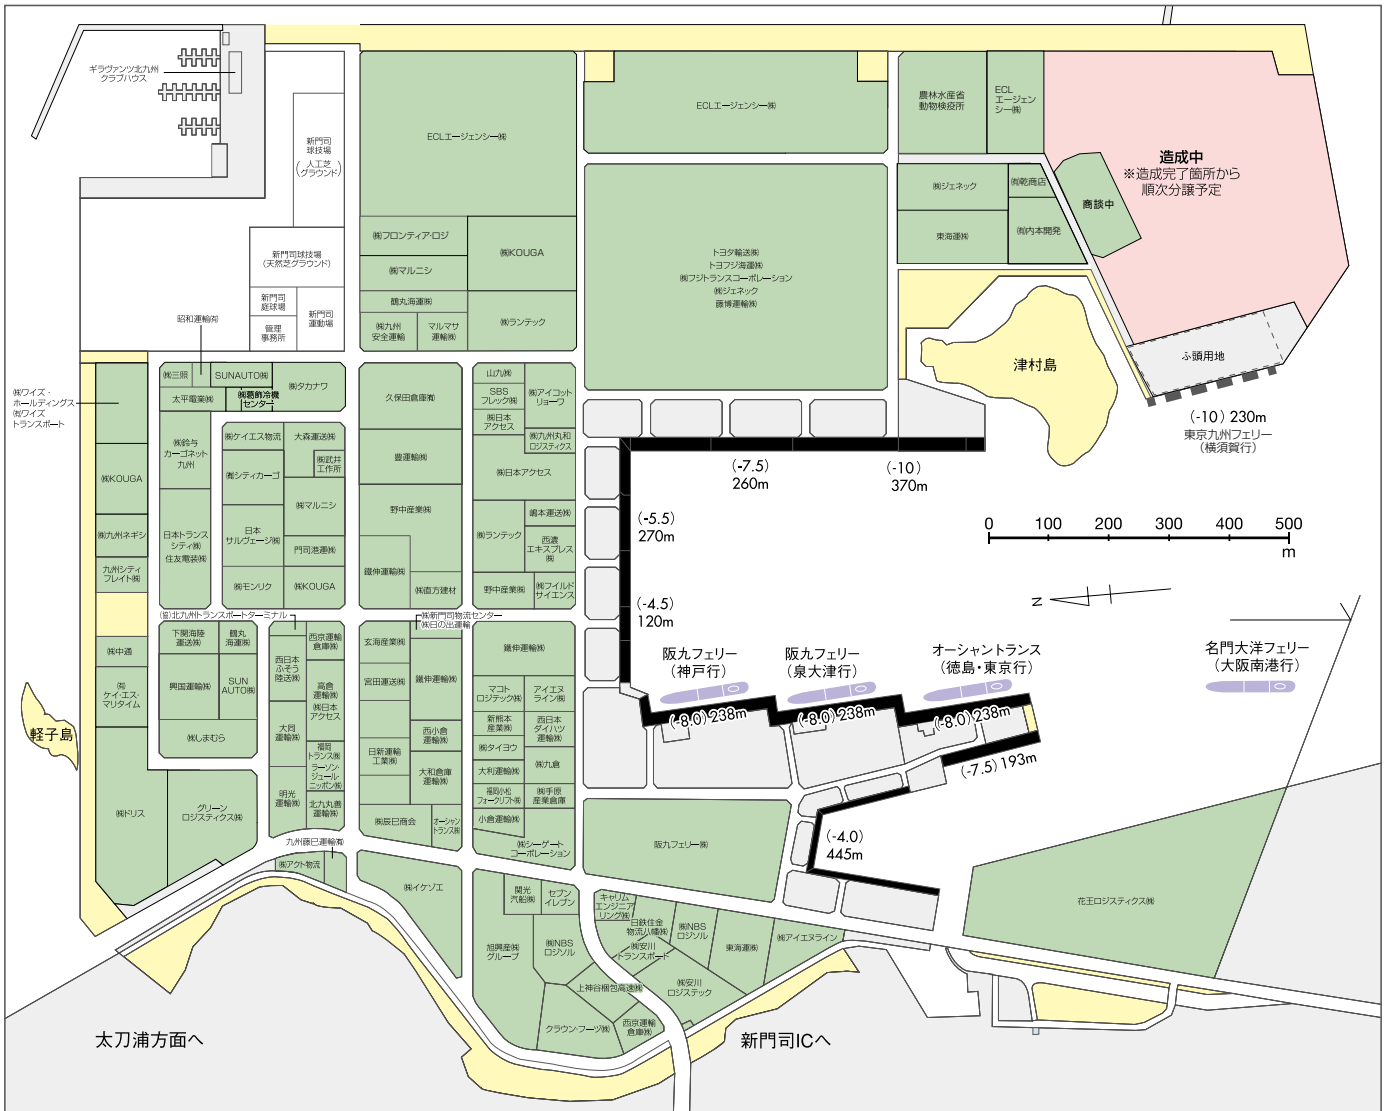 ギラヴァンツ北九州
クラブハウス
新門司
球技場
(人工芝
グラウンド)
新門司球技場
(天然芝グラウンド)
新門司
庭球場
管理
事務所
新門司
運動場
ECLエージェンシー㈱
㈱フロンティア・ロジ
㈱マルニシ
㈱KOUGA
鶴丸海運㈱
㈱九州
安全運輸
マルマサ
運輸㈱
㈱ランテック
ECLエージェンシー㈱
トヨタ輸送㈱
トヨフジ海運㈱
㈱フジトランスコーポレーション
㈱ジェネック
藤博運輸㈱
農林水産省
動物検疫所
ECL
エージェン
シー㈱
㈱ジェネック
㈲乾商店
東海運㈱
㈲内本開発
商談中
造成中
※造成完了箇所から
順次分譲予定
津村島
ふ頭用地
(-10) 230m
東京九州フェリー
(横須賀行)
昭和運輸㈲
㈱三照
SUNAUTO㈱
㈱タカナワ
太平電業㈱
㈱葛飾冷機
センター
㈱ワイズ・
ホールディングス
㈱ワイズ
トランスポート
㈱KOUGA
㈱九州ネギシ
九州シティ
フレイト㈱
㈱中通
㈲
ケイ・エス・
マリタイム
㈱ドリス
グリーン
ロジスティクス㈱
㈱鈴与
カーゴネット
九州
日本トランス
シティ㈱
住友電装㈱
㈱ケイエス物流
大森運送㈱
㈱武井
工作所
㈲シティカーゴ
㈱マルニシ
日本
サルヴェージ㈱
門司港運㈱
㈱モンリク
㈱KOUGA
久保田倉庫㈲
豊運輸㈱
野中産業㈱
鐵伸運輸㈱
㈱直方建材
山九㈱
SBS
フレック㈱
㈱アイコット
リョーワ
㈱日本
アクセス
㈱九州丸和
ロジスティクス
㈱日本アクセス
㈱ランテック
嶋本運送㈱
西濃
エキスプレス
㈱
野中産業㈱
㈱フイルド
サイエンス
(協)北九州トランスポートターミナル
㈱新門司物流センター
㈱日の出運輸
下関海陸
運送㈱
鶴丸
海運㈱
興国運輸㈱
SUN
AUTO㈱
㈱しまむら
西日本
ふそう
陸送㈱
西京運輸
倉庫㈱
高倉
運輸㈱
㈱日本
アクセス
大同
運輸㈱
福岡
トランス㈱
ラーソン・
ジュール・
ニッポン㈱
明光
運輸㈱
北九丸善
運輸㈱
玄海産業㈱
宮田運送㈱
鐵伸運輸㈱
西小倉
運輸㈱
日新運輸
工業㈱
大和倉庫
運輸㈱
㈱辰巳商会
オーシャン
トランス㈱
鐵伸運輸㈱
マコト
ロジテック㈱
アイエヌ
ライン㈱
新熊本
産業㈱
西日本
ダイハツ
運輸㈱
㈱タイヨウ
大利運輸㈱
㈱九倉
福岡小松
フォークリフト㈱
㈱手原
産業倉庫
小倉運輸㈱
㈱シーゲート
コーポレーション
阪九フェリー㈱
九州藤巳運輸㈲
㈱アクト物流
㈱イケゾエ
関光
汽船㈱
セブン
イレブン
旭興産㈱
グループ
㈱NBS
ロジソル
上神谷梱包高速㈱
クラウン・フーヅ㈱
西京運輸
倉庫㈱
キャリム
エンジニア
リング㈱
日鉄住金
物流八幡㈱
㈱NBS
ロジソル
㈱安川
トランスポート
東海運㈱
㈱アイエヌライン
㈱安川
ロジステック
花王ロジスティクス㈱
(-7.5)
260m
(-10)
370m
(-5.5)
270m
(-4.5)
120m
0 100 200 300 400 500
m
N
阪九フェリー
(神戸行)
阪九フェリー
(泉大津行)
オーシャントランス
(徳島・東京行)
名門大洋フェリー
(大阪南港行)
(-8.0) 238m
(-8.0) 238m
(-8.0) 238m
(-7.5) 193m
(-4.0)
445m
軽子島
太刀浦方面へ
新門司ICへ